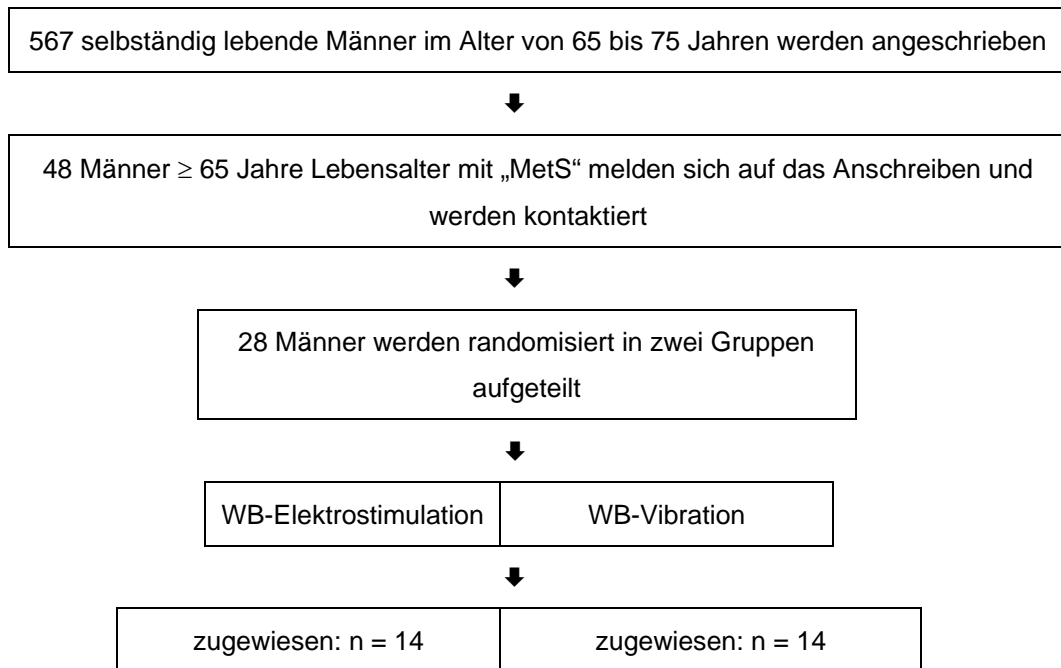 567 selbständig lebende Männer im Alter von 65 bis 75 Jahren werden angeschrieben
48 Männer ≥ 65 Jahre Lebensalter mit „MetS“ melden sich auf das Anschreiben und
werden kontaktiert
28 Männer werden randomisiert in zwei Gruppen
aufgeteilt
WB-Elektrostimulation WB-Vibration
zugewiesen: n = 14 zugewiesen: n = 14